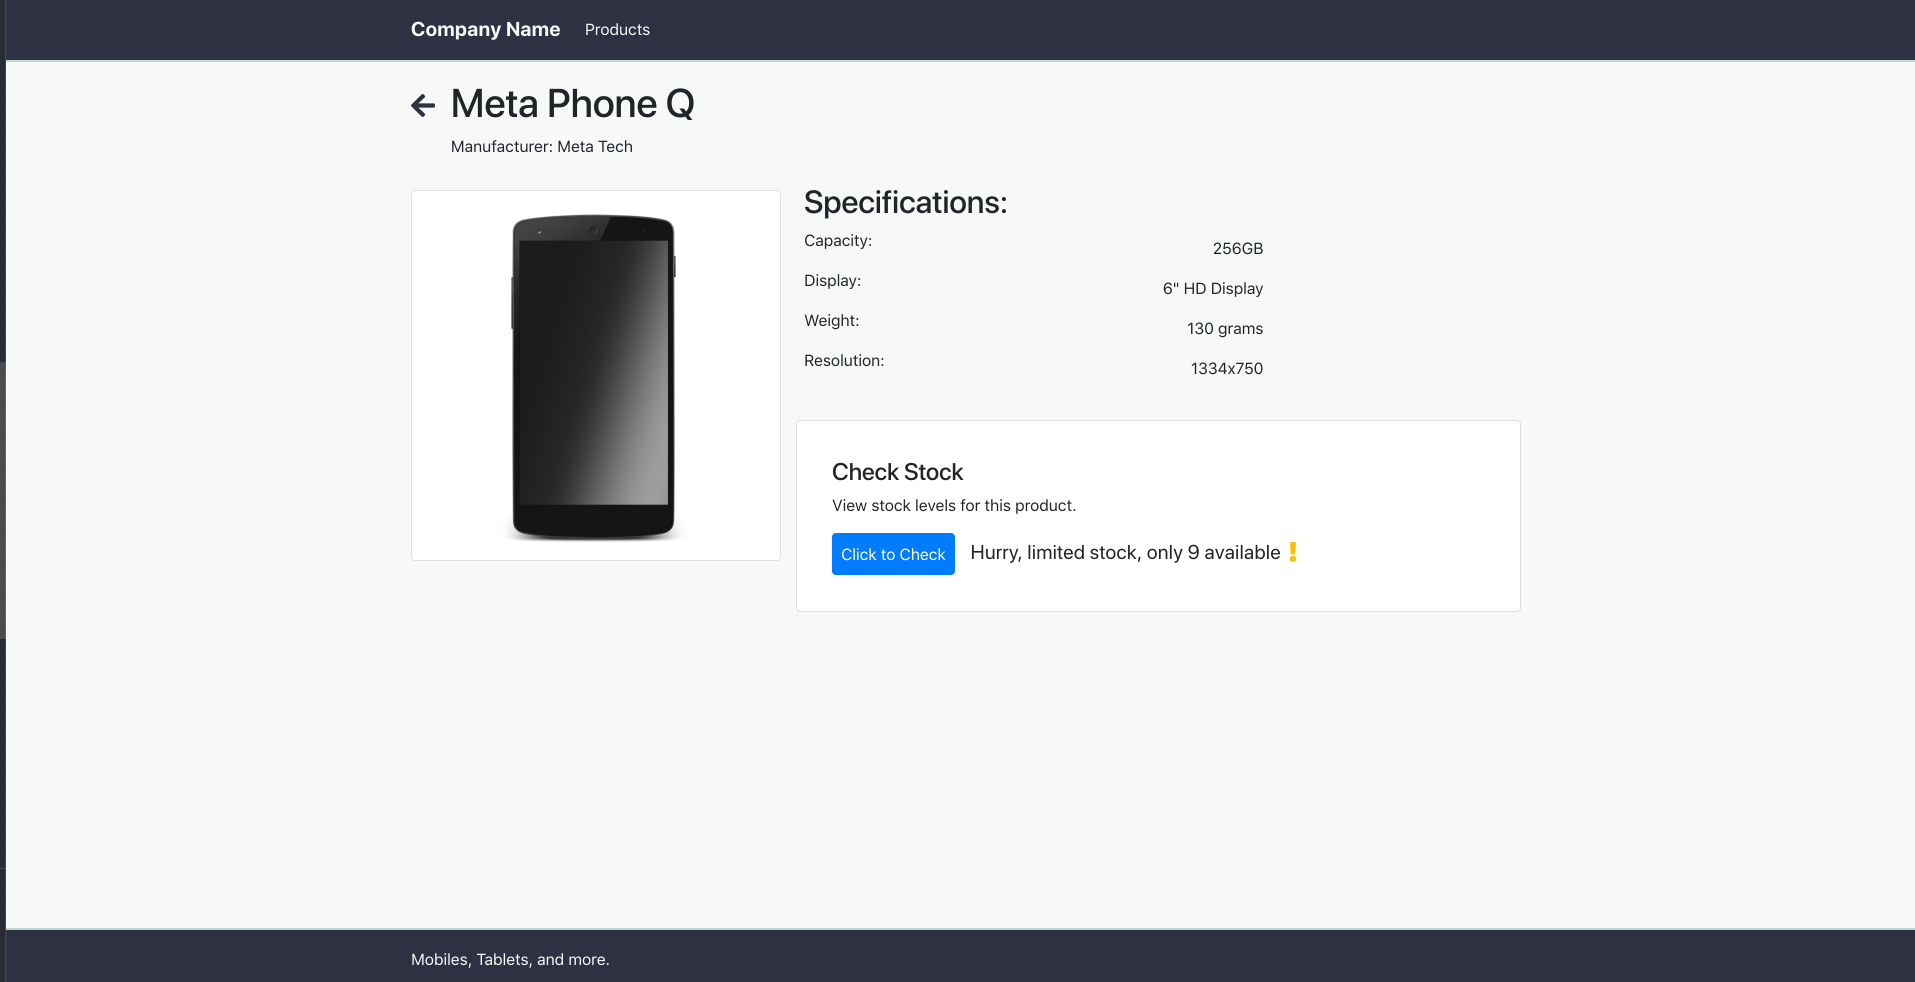 Company Name Products
Meta Phone Q
Manufacturer: Meta Tech
Specifications:
Capacity: 256GB
Display: 6" HD Display
Weight: 130 grams
Resolution: 1334x750
Check Stock
View stock levels for this product.
Click to Check Hurry, limited stock, only 9 available !
Mobiles, Tablets, and more.